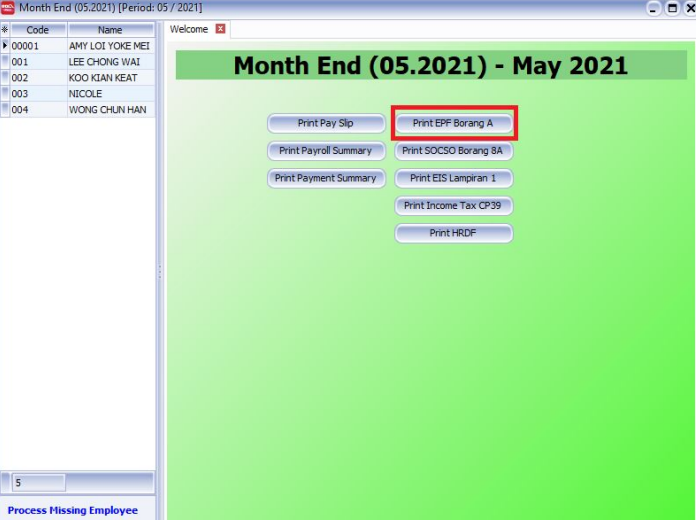 Month End (05.2021) [Period: 05 / 2021]
Code Name
00001 AMY LOI YOKE MEI
001 LEE CHONG WAI
002 KOO KIAN KEAT
003 NICOLE
004 WONG CHUN HAN
5
Process Missing Employee
Welcome
Month End (05.2021) - May 2021
Print Pay Slip Print EPF Borang A
Print Payroll Summary Print SOCSO Borang 8A
Print Payment Summary Print EIS Lampiran 1
Print Income Tax CP39
Print HRDF